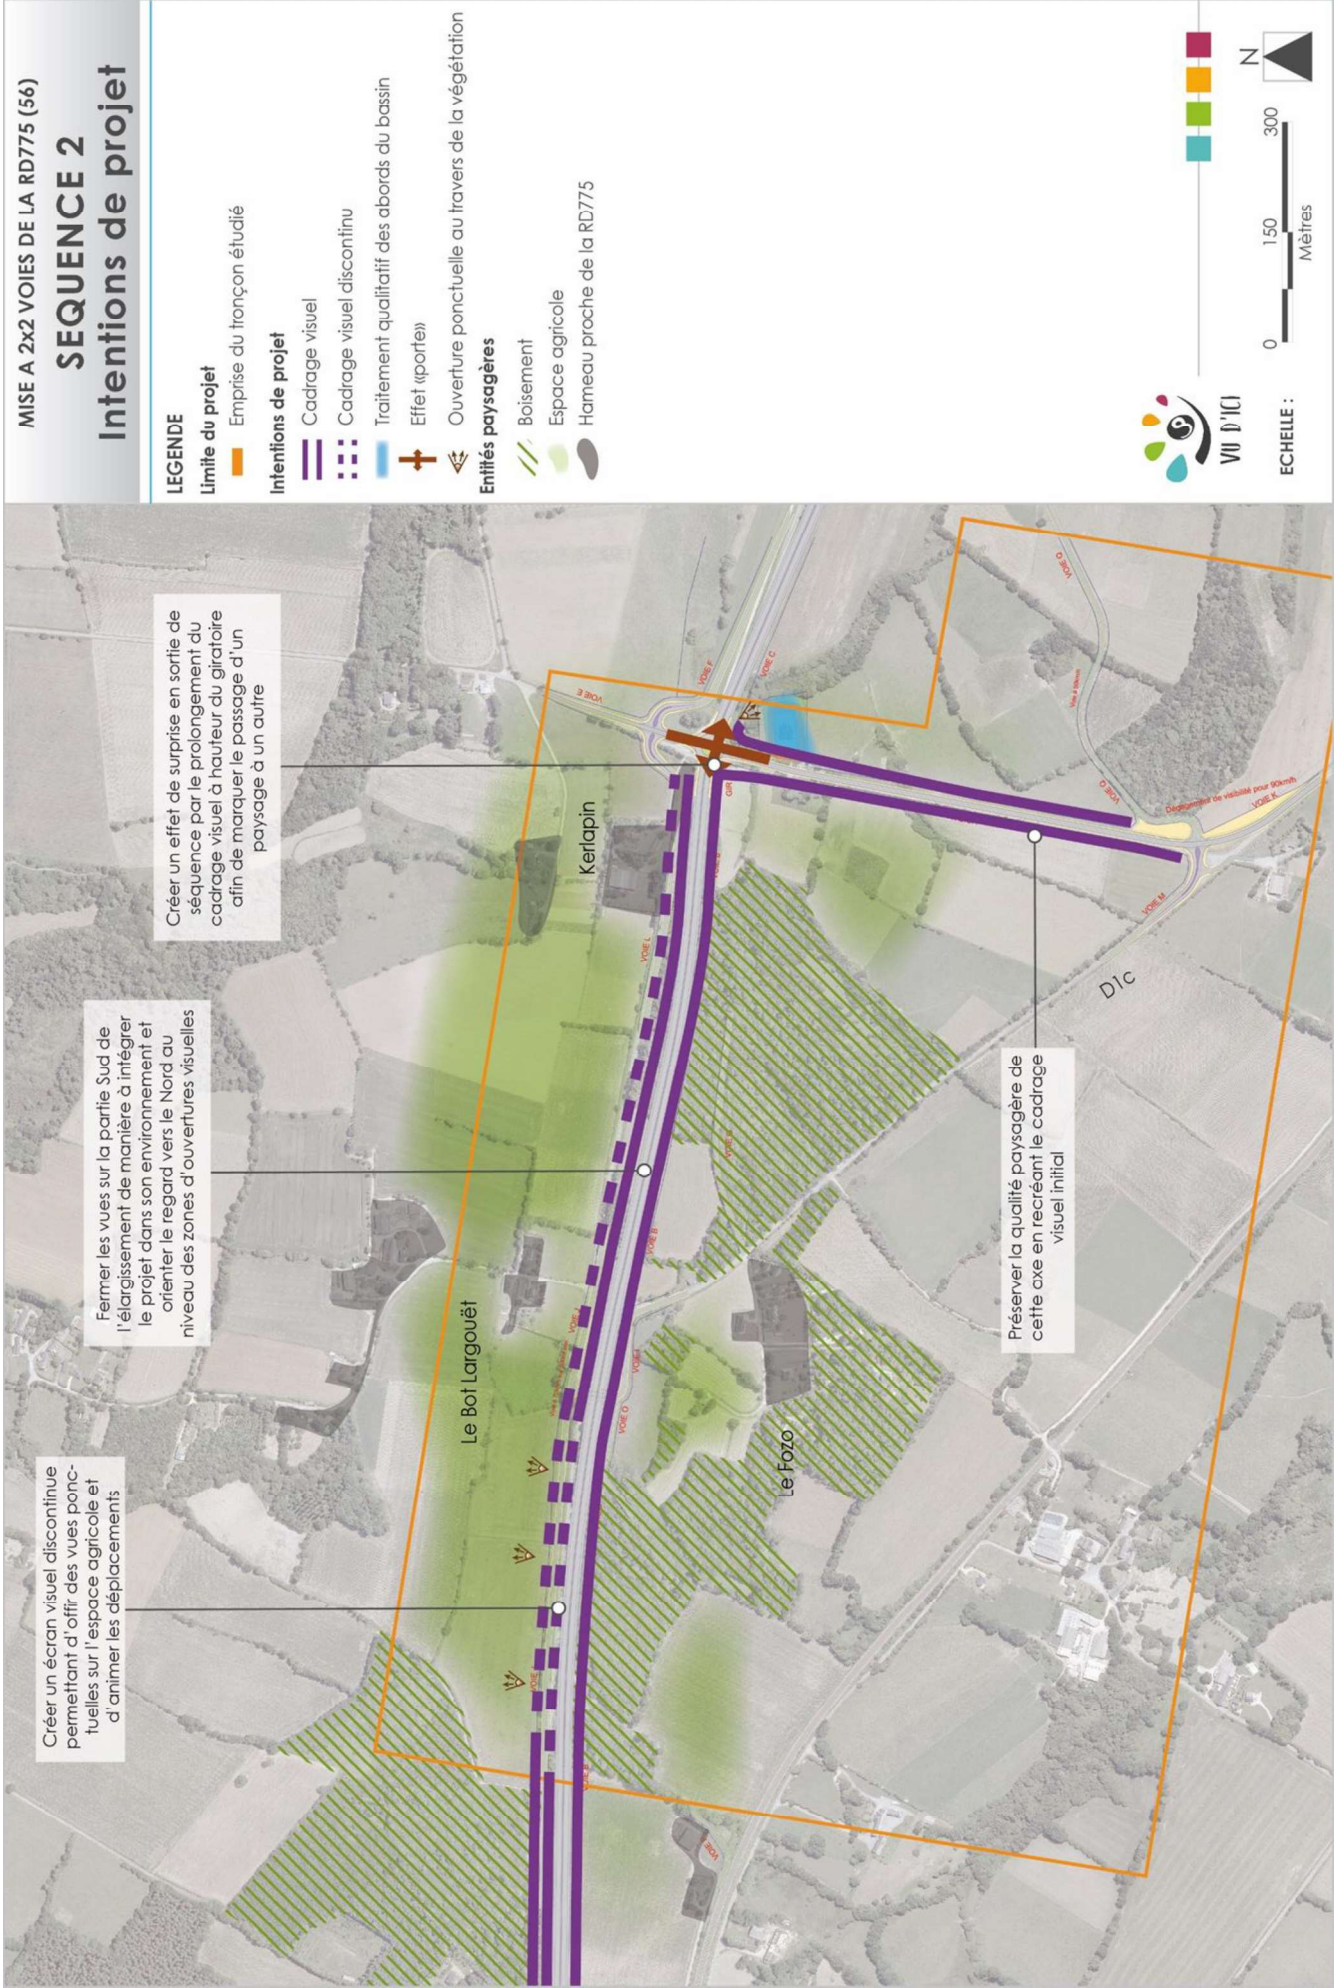 MISE A 2x2 VOIES DE LA RD775 (56)
SEQUENCE 2
Intentions de projet
LEGENDE
Limite du projet
Emprise du tronçon étudié
Intentions de projet
Cadrage visuel
Cadrage visuel discontinu
Traitement qualitatif des abords du bassin
Effet «porte»
Ouverture ponctuelle au travers de la végétation
Entités paysagères
Boisement
Espace agricole
Hameau proche de la RD775
VU D'ICI
ECHELLE :
0
150
300
Mètres
N
Créer un écran visuel discontinue
permettant d'offir des vues ponc-
tuelles sur l'espace agricole et
d'animer les déplacements
Fermer les vues sur la partie Sud de
l'élargissement de manière à intégrer
le projet dans son environnement et
orienter le regard vers le Nord au
niveau des zones d'ouvertures visuelles
Créer un effet de surprise en sortie de
séquence par le prolongement du
cadrage visuel à hauteur du giratoire
afin de marquer le passage d'un
paysage à un autre
Préserver la qualité paysagère de
cette axe en recréant le cadrage
visuel initial
Le Bot Largouët
Kerlapin
Le Fozo
D1c
VOIE E
VOIE F
VOIE C
GIR
VOIE L
VOIE B
VOIE O
VOIE
VOIE
VOIE M
VOIE K
VOIE Q
VOIE Q
Dégagement de visibilité pour 90km/h